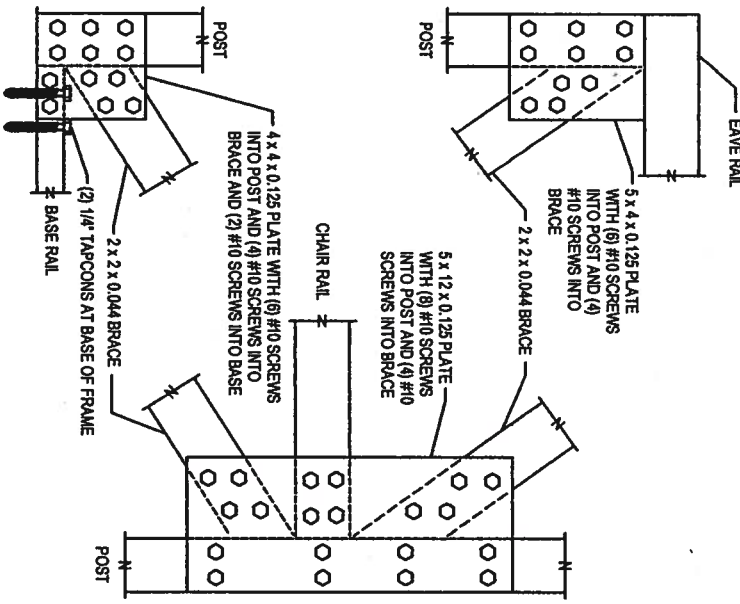 EAVE RAIL
5 x 4 x 0.125 PLATE
WITH (6) #10 SCREWS
INTO POST AND (4)
#10 SCREWS INTO
BRACE
2 x 2 x 0.044 BRACE
POST
5 x 12 x 0.125 PLATE
WITH (8) #10 SCREWS
INTO POST AND (4) #10
SCREWS INTO BRACE
CHAIR RAIL
4 x 4 x 0.125 PLATE WITH (6) #10 SCREWS
INTO POST AND (4) #10 SCREWS INTO
BRACE AND (2) #10 SCREWS INTO BASE
POST
2 x 2 x 0.044 BRACE
POST
(2) 1/4" TAPCONS AT BASE OF FRAME
BASE RAIL